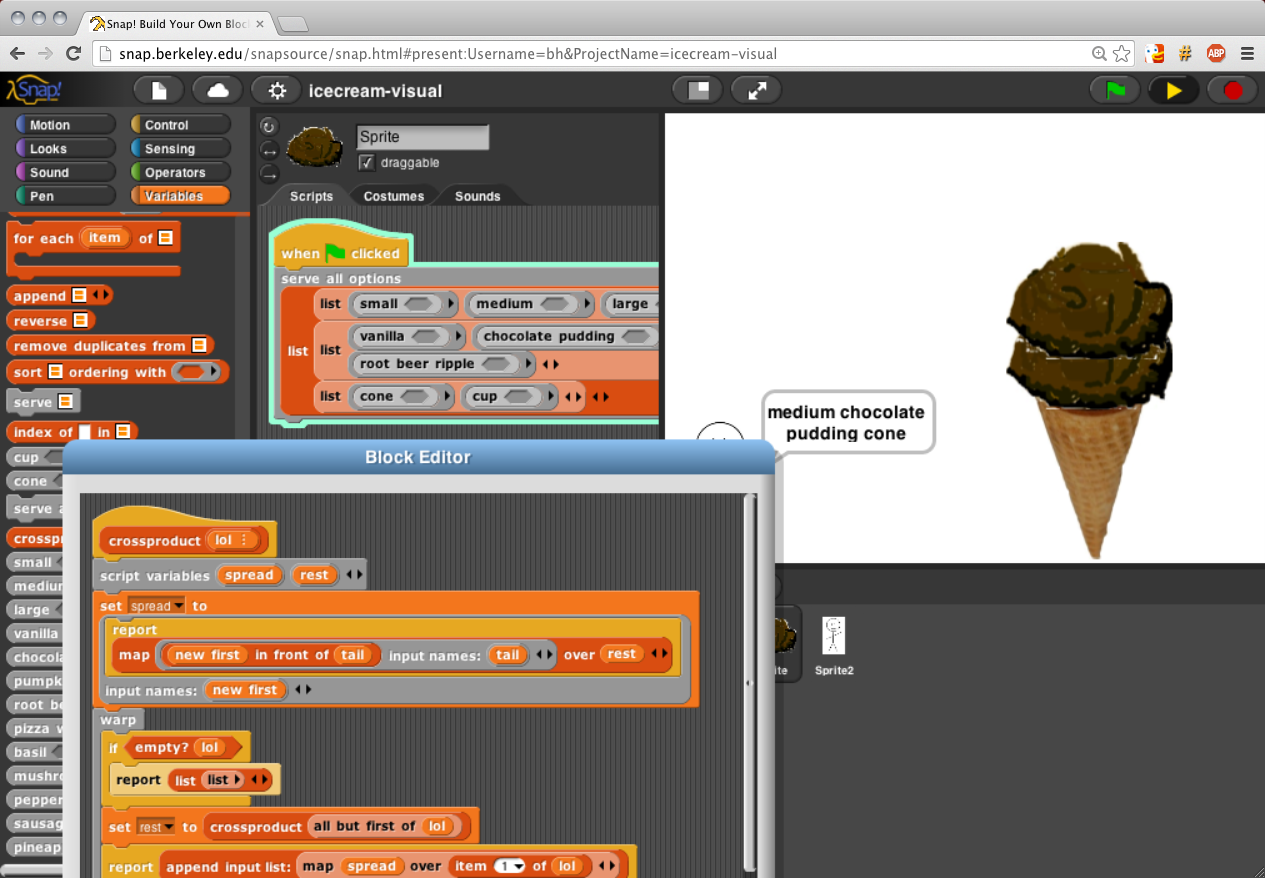 Snap! Build Your Own Bloc
snap.berkeley.edu/snapsource/snap.html#present:Username=bh&ProjectName=icecream-visual
ABP
Snap!
icecream-visual
Motion
Control
Looks
Sensing
Sound
Operators
Pen
Variables
for each item of
append
reverse
remove duplicates from
sort ordering with
serve
index of in
cup
cone
serve a
crossp
small
medium
large
vanilla
chocola
pumpk
root be
pizza w
basil
mushro
pepper
sausag
pineap
Sprite
draggable
Scripts
Costumes
Sounds
when clicked
serve all options
list
list small medium large
list vanilla chocolate pudding
root beer ripple
list cone cup
medium chocolate
pudding cone
Block Editor
crossproduct lol
script variables spread rest
set spread to
report
map new first in front of tail input names: tail over rest
input names: new first
warp
if empty? lol
report list list
set rest to crossproduct all but first of lol
report append input list: map spread over item 1 of lol
ite
Sprite2